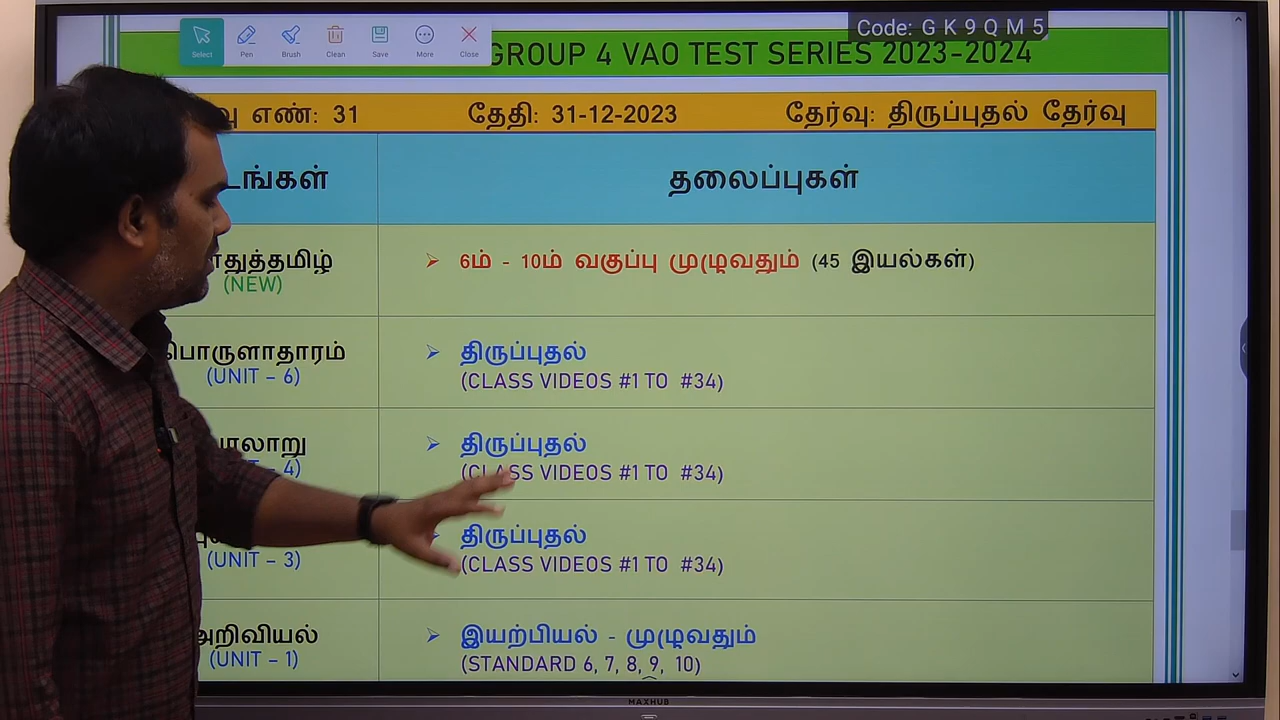 Code: G K 9 Q M 5
Select Pen Brush Clean Save More Close
GROUP 4 VAO TEST SERIES 2023-2024
எண்: 31 தேதி: 31-12-2023 தேர்வு: திருப்புதல் தேர்வு
தலைப்புகள்
(NEW)
➢ 6ம் - 10ம் வகுப்பு முழுவதும் (45 இயல்கள்)
பொருளாதாரம்
(UNIT – 6)
➢ திருப்புதல்
(CLASS VIDEOS #1 TO #34)
➢ திருப்புதல்
(CLASS VIDEOS #1 TO #34)
(UNIT – 3)
திருப்புதல்
(CLASS VIDEOS #1 TO #34)
அறிவியல்
(UNIT – 1)
➢ இயற்பியல் - முழுவதும்
(STANDARD 6, 7, 8, 9, 10)
MAXHUB